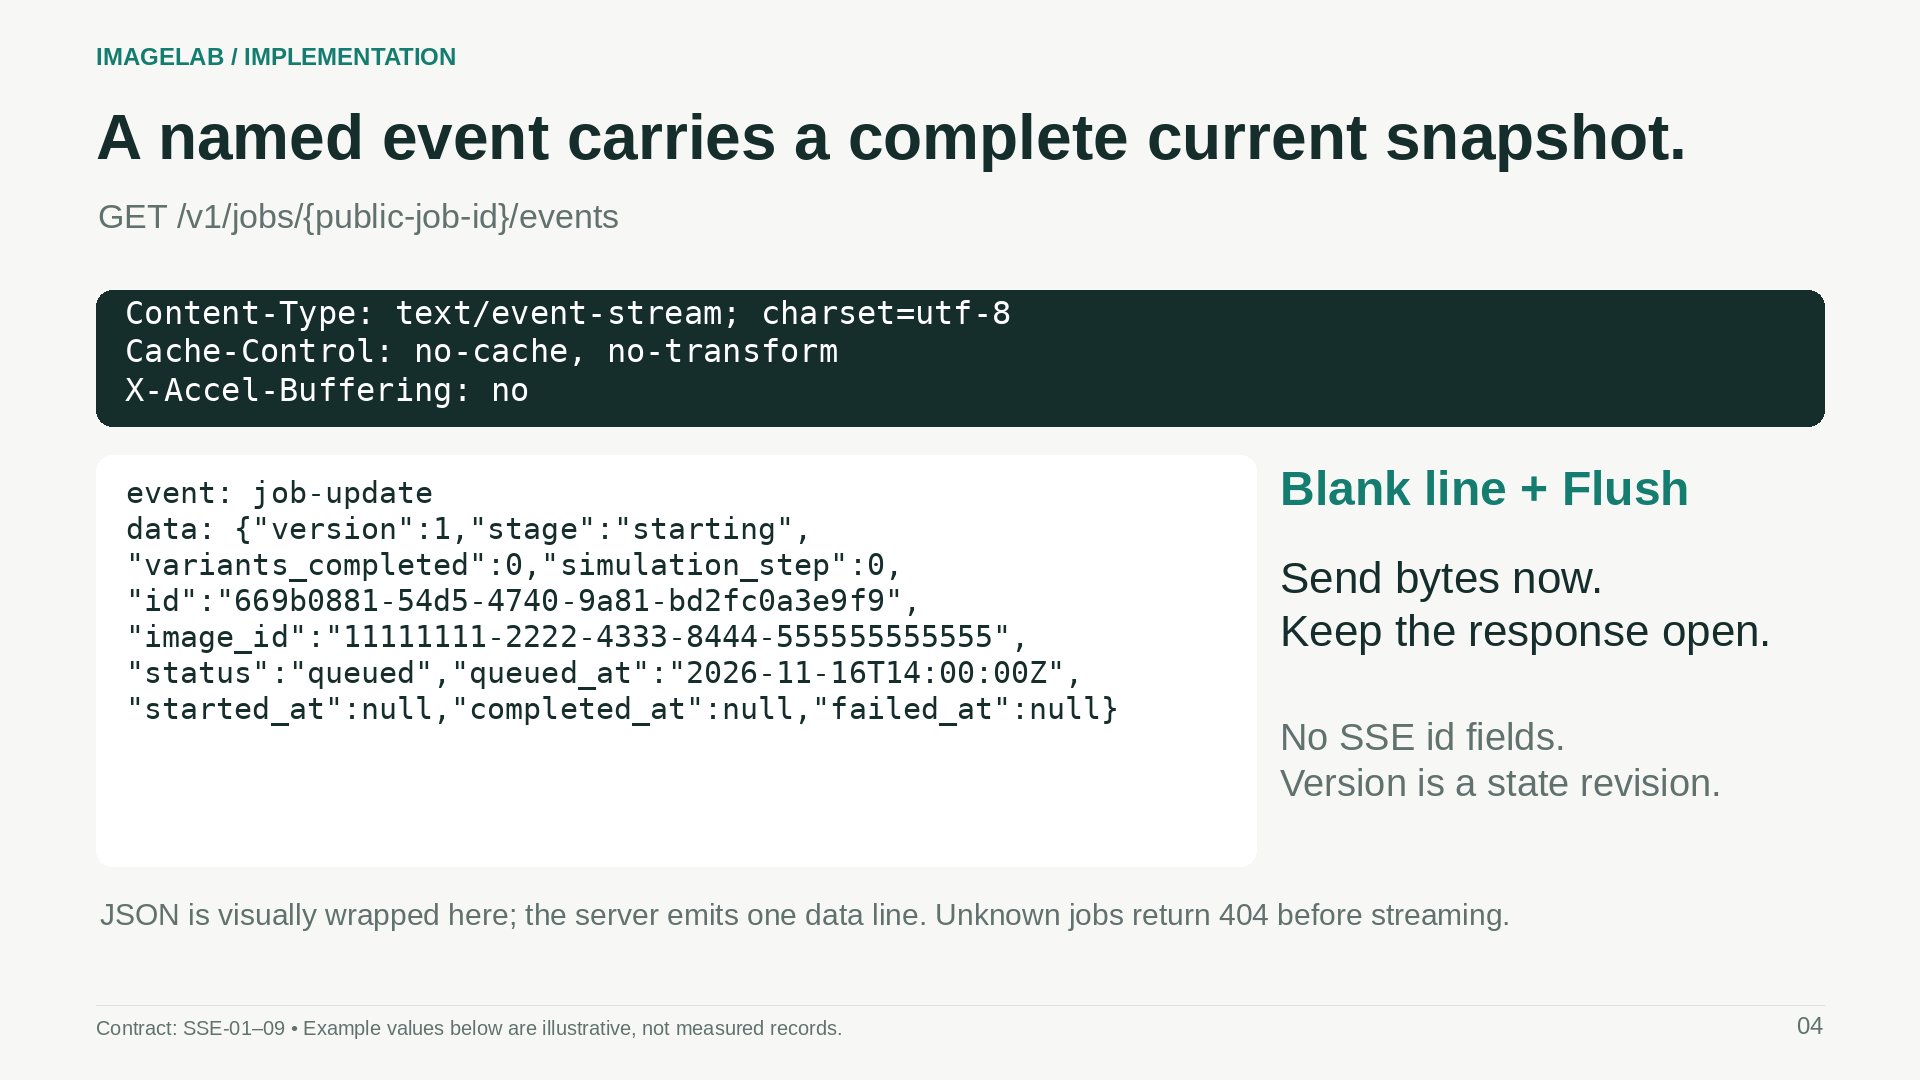 IMAGELAB / IMPLEMENTATION
A named event carries a complete current snapshot.
GET /v1/jobs/{public-job-id}/events
Content-Type: text/event-stream; charset=utf-8
Cache-Control: no-cache, no-transform
X-Accel-Buffering: no
event: job-update
data: {"version":1,"stage":"starting",
"variants_completed":0,"simulation_step":0,
"id":"669b0881-54d5-4740-9a81-bd2fc0a3e9f9",
"image_id":"11111111-2222-4333-8444-555555555555",
"status":"queued","queued_at":"2026-11-16T14:00:00Z",
"started_at":null,"completed_at":null,"failed_at":null}
Blank line + Flush
Send bytes now.
Keep the response open.
No SSE id fields.
Version is a state revision.
JSON is visually wrapped here; the server emits one data line. Unknown jobs return 404 before streaming.
Contract: SSE-01–09 • Example values below are illustrative, not measured records.
04